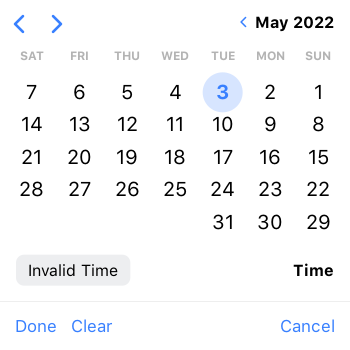 May 2022
SAT FRI THU WED TUE MON SUN
7 6 5 4 3 2 1
14 13 12 11 10 9 8
21 20 19 18 17 16 15
28 27 26 25 24 23 22
31 30 29
Invalid Time Time
Done Clear Cancel